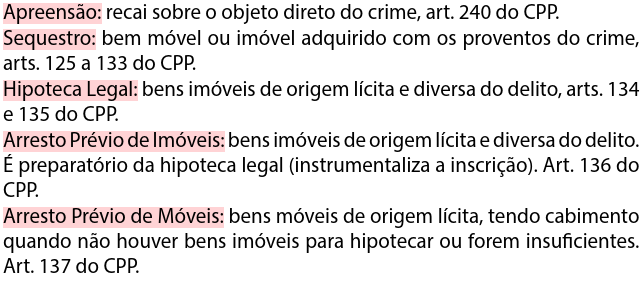 Apreensão: recai sobre o objeto direto do crime, art. 240 do CPP.
Sequestro: bem móvel ou imóvel adquirido com os proventos do crime,
arts. 125 a 133 do CPP.
Hipoteca Legal: bens imóveis de origem lícita e diversa do delito, arts. 134
e 135 do CPP.
Arresto Prévio de Imóveis: bens imóveis de origem lícita e diversa do delito.
É preparatório da hipoteca legal (instrumentaliza a inscrição). Art. 136 do
CPP.
Arresto Prévio de Móveis: bens móveis de origem lícita, tendo cabimento
quando não houver bens imóveis para hipotecar ou forem insuficientes.
Art. 137 do CPP.